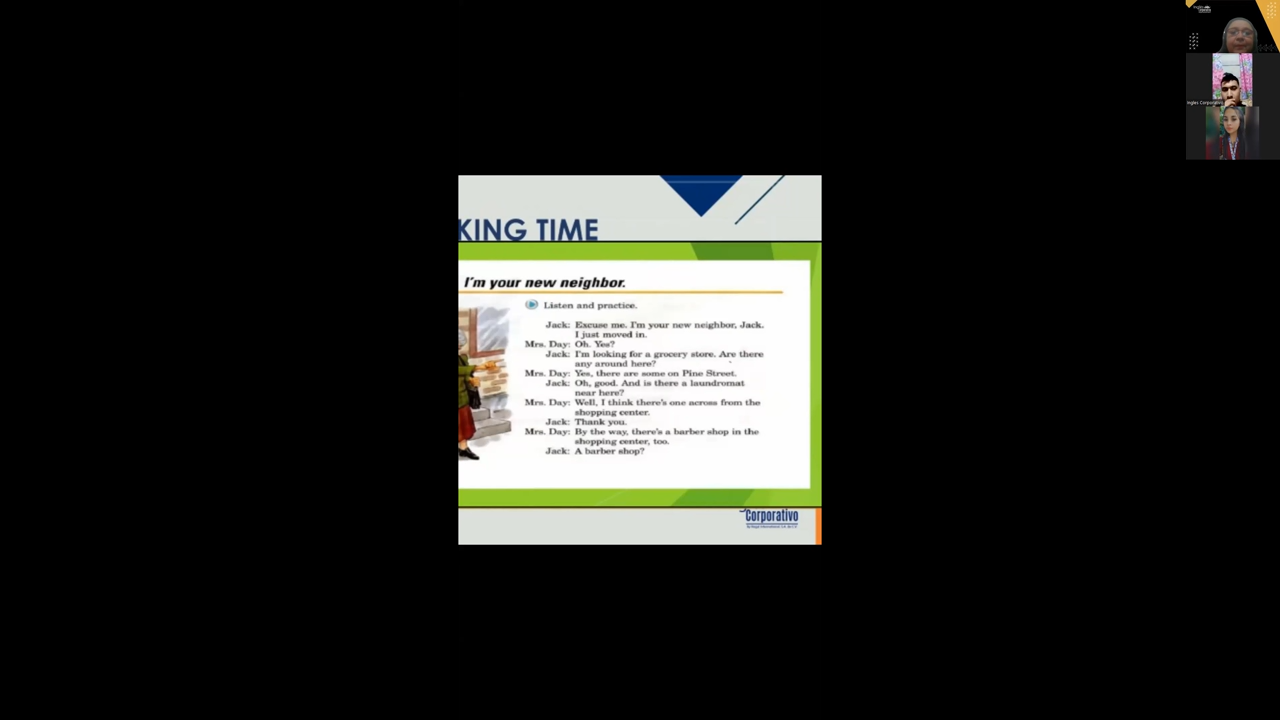 KING TIME
I'm your new neighbor.
Listen and practice.
Jack: Excuse me. I'm your new neighbor, Jack.
I just moved in.
Mrs. Day: Oh. Yes?
Jack: I'm looking for a grocery store. Are there
any around here?
Mrs. Day: Yes, there are some on Pine Street.
Jack: Oh, good. And is there a laundromat
near here?
Mrs. Day: Well, I think there's one across from the
shopping center.
Jack: Thank you.
Mrs. Day: By the way, there's a barber shop in the
shopping center, too.
Jack: A barber shop?
Corporativo
Ingles Corporativo